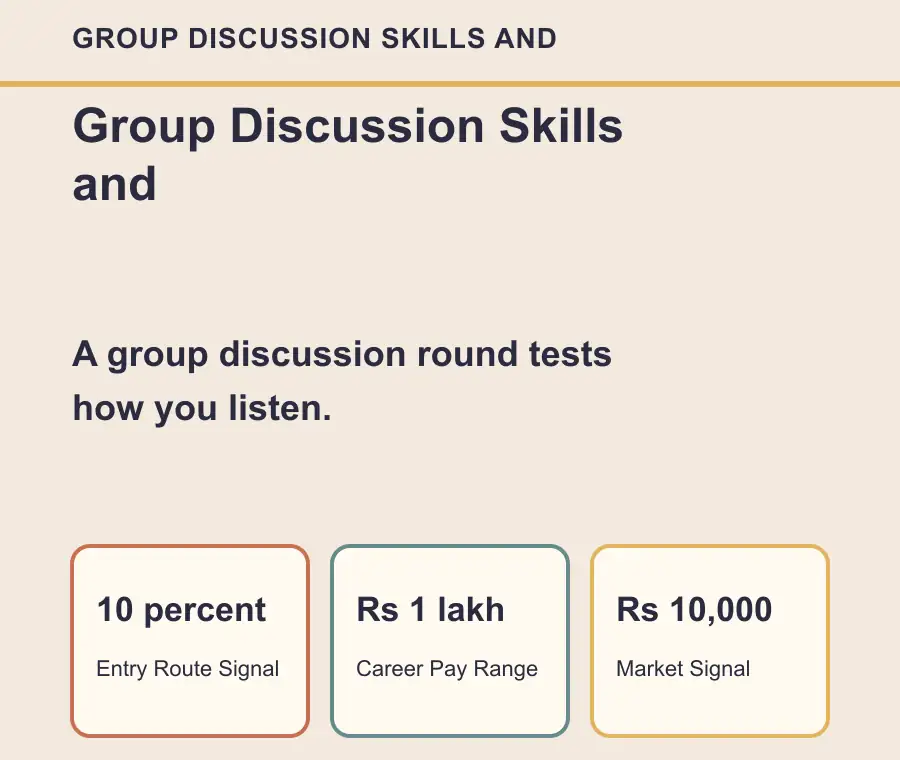 GROUP DISCUSSION SKILLS AND
Group Discussion Skills
and
A group discussion round tests
how you listen.
10 percent
Entry Route Signal
Rs 1 lakh
Career Pay Range
Rs 10,000
Market Signal